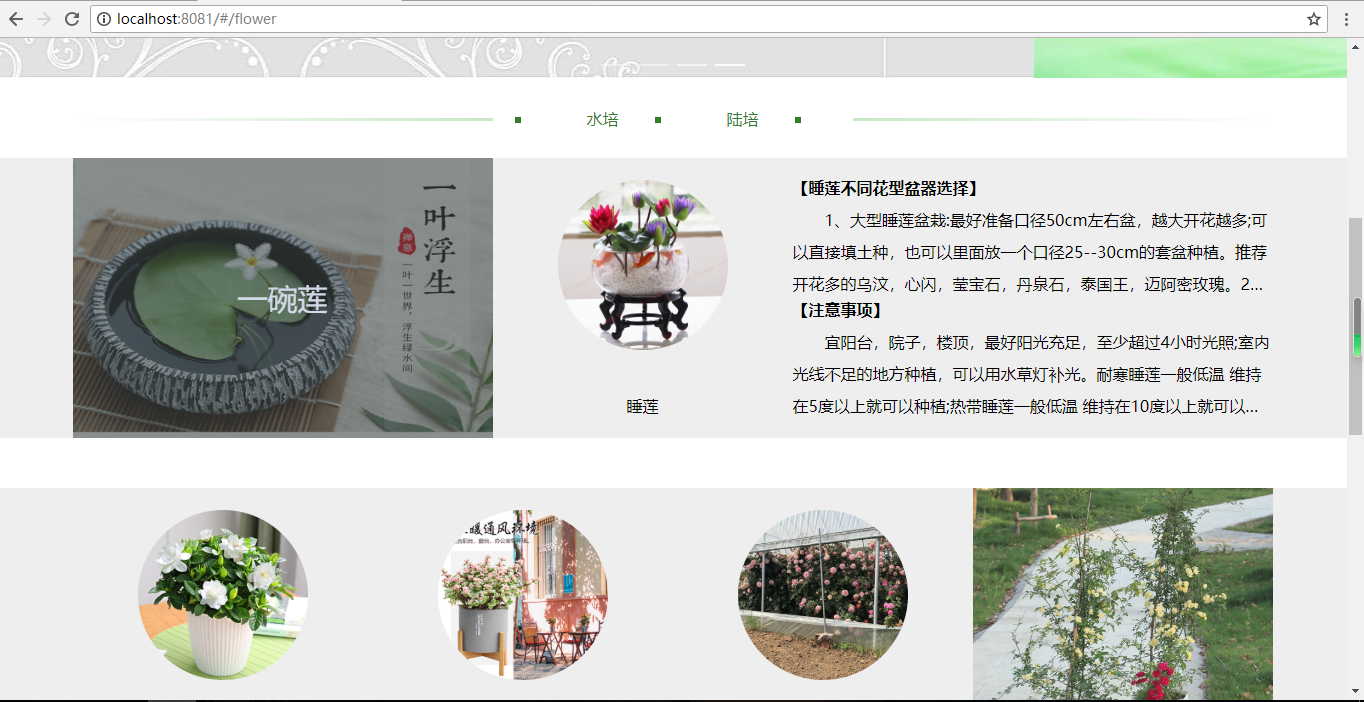 localhost:8081/#/flower
水培
陆培
一叶浮生
禅意
一叶一世界，浮生绿水间
一碗莲
睡莲
【睡莲不同花型盆器选择】
1、大型睡莲盆栽:最好准备口径50cm左右盆，越大开花越多;可
以直接填土种，也可以里面放一个口径25--30cm的套盆种植。推荐
开花多的乌汶，心闪，莹宝石，丹泉石，泰国王，迈阿密玫瑰。2...
【注意事项】
宜阳台，院子，楼顶，最好阳光充足，至少超过4小时光照;室内
光线不足的地方种植，可以用水草灯补光。耐寒睡莲一般低温 维持
在5度以上就可以种植;热带睡莲一般低温 维持在10度以上就可以...
暖通风环境